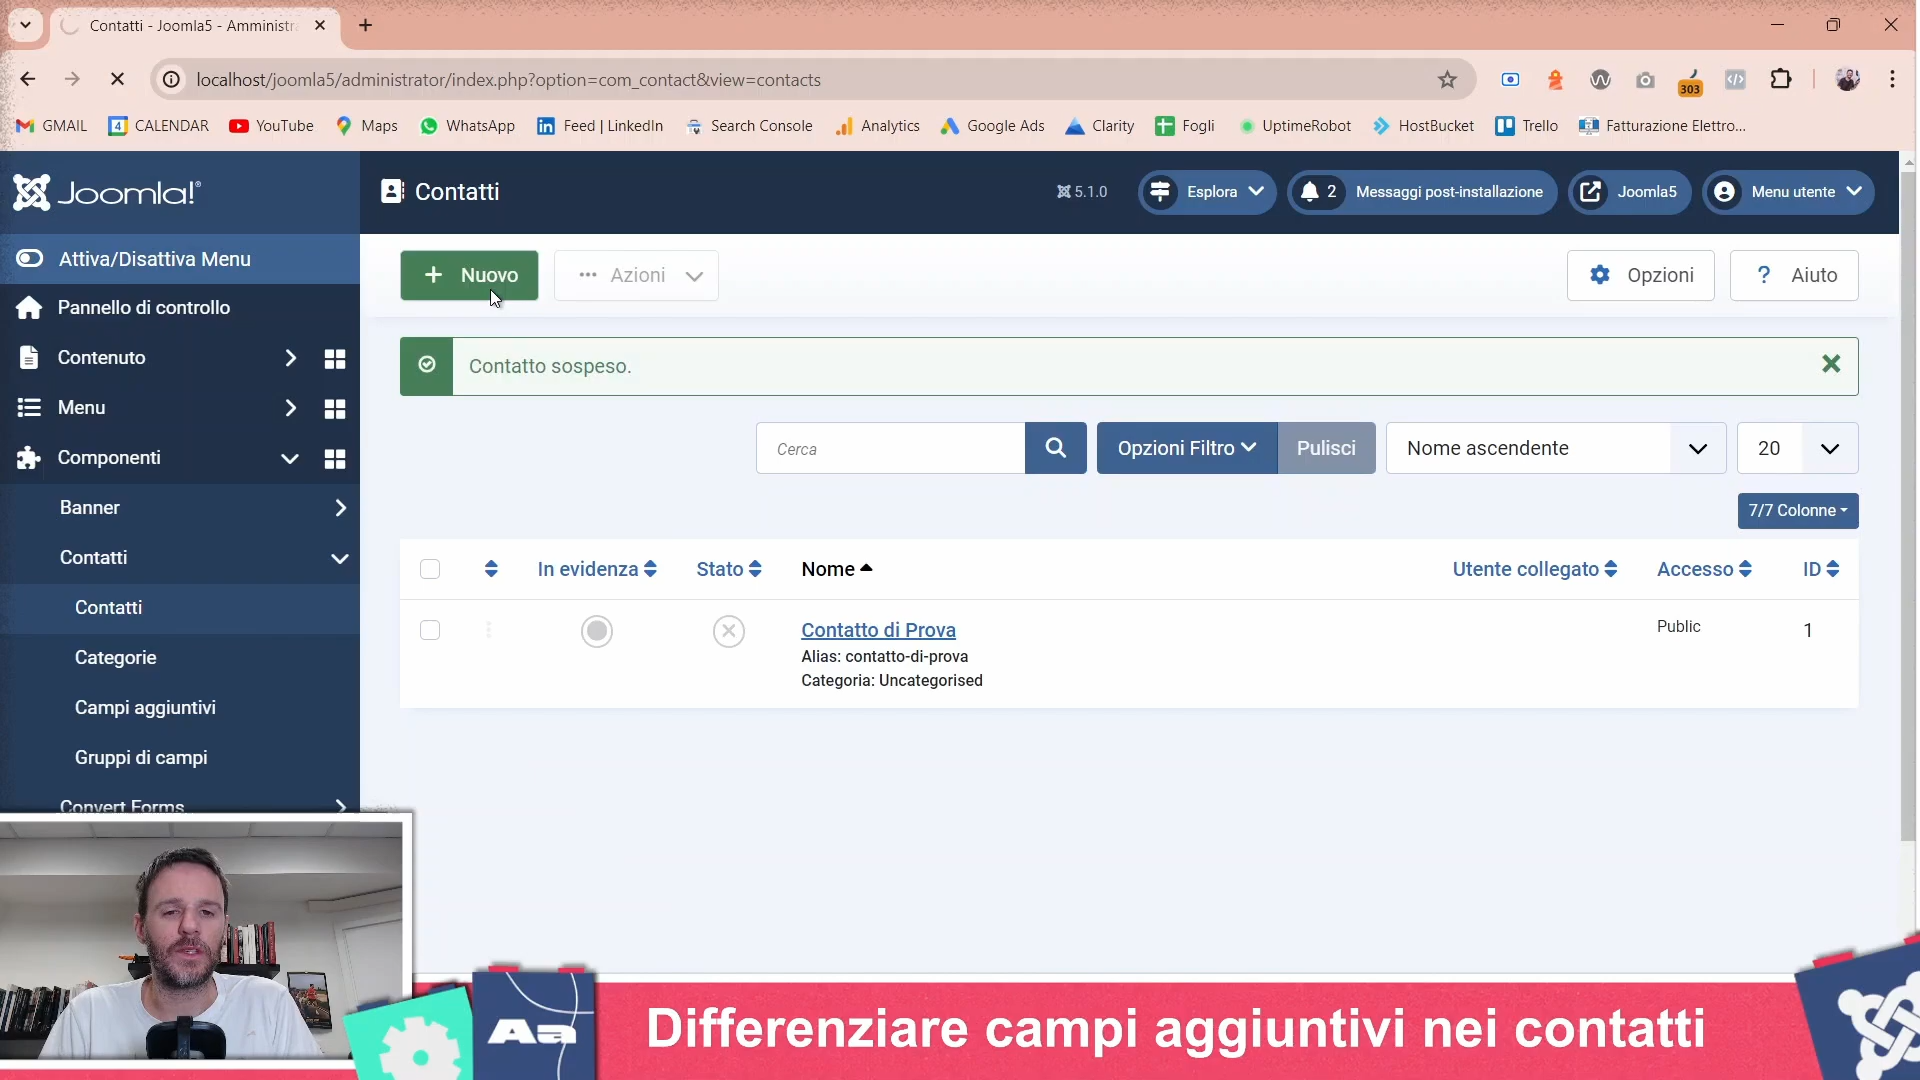 Contatti - Joomla5 - Amministra
localhost/joomla5/administrator/index.php?option=com_contact&view=contacts
303
GMAIL
4 CALENDAR
YouTube
Maps
WhatsApp
Feed | LinkedIn
Search Console
Analytics
Google Ads
Clarity
Fogli
UptimeRobot
HostBucket
Trello
Fatturazione Elettro...
Joomla!
Contatti
5.1.0
Esplora
2 Messaggi post-installazione
Joomla5
Menu utente
Attiva/Disattiva Menu
Pannello di controllo
Contenuto
Menu
Componenti
Banner
Contatti
Contatti
Categorie
Campi aggiuntivi
Gruppi di campi
Convert Forms
+ Nuovo
Azioni
Opzioni
? Aiuto
Contatto sospeso.
Cerca
Opzioni Filtro
Pulisci
Nome ascendente
20
7/7 Colonne
In evidenza
Stato
Nome
Utente collegato
Accesso
ID
Contatto di Prova
Public
1
Alias: contatto-di-prova
Categoria: Uncategorised
Aa
Differenziare campi aggiuntivi nei contatti